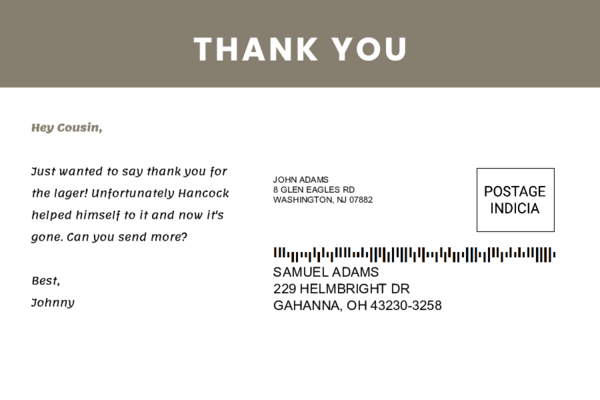 THANK YOU
Hey Cousin,
Just wanted to say thank you for
the lager! Unfortunately Hancock
helped himself to it and now it's
gone. Can you send more?
Best,
Johnny
JOHN ADAMS
8 GLEN EAGLES RD
WASHINGTON, NJ 07882
POSTAGE
INDICIA
SAMUEL ADAMS
229 HELMBRIGHT DR
GAHANNA, OH 43230-3258